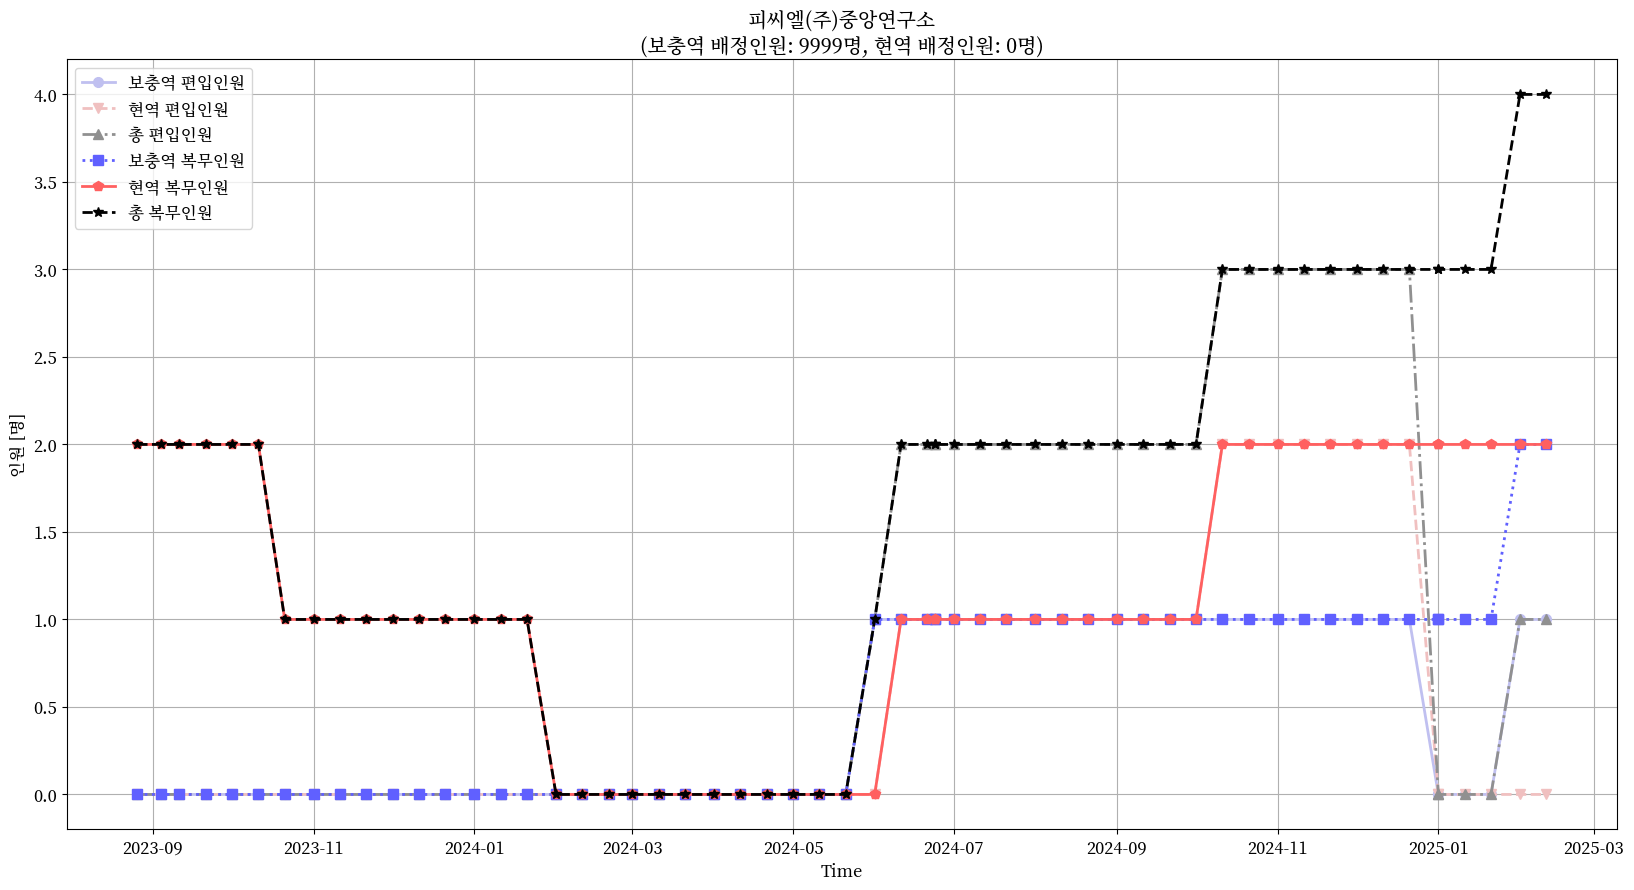 피씨엘(주)중앙연구소
(보충역 배정인원: 9999명, 현역 배정인원: 0명)
보충역 편입인원
현역 편입인원
총 편입인원
보충역 복무인원
현역 복무인원
총 복무인원
인원 [명]
4.0
3.5
3.0
2.5
2.0
1.5
1.0
0.5
0.0
2023-09
2023-11
2024-01
2024-03
2024-05
2024-07
2024-09
2024-11
2025-01
2025-03
Time